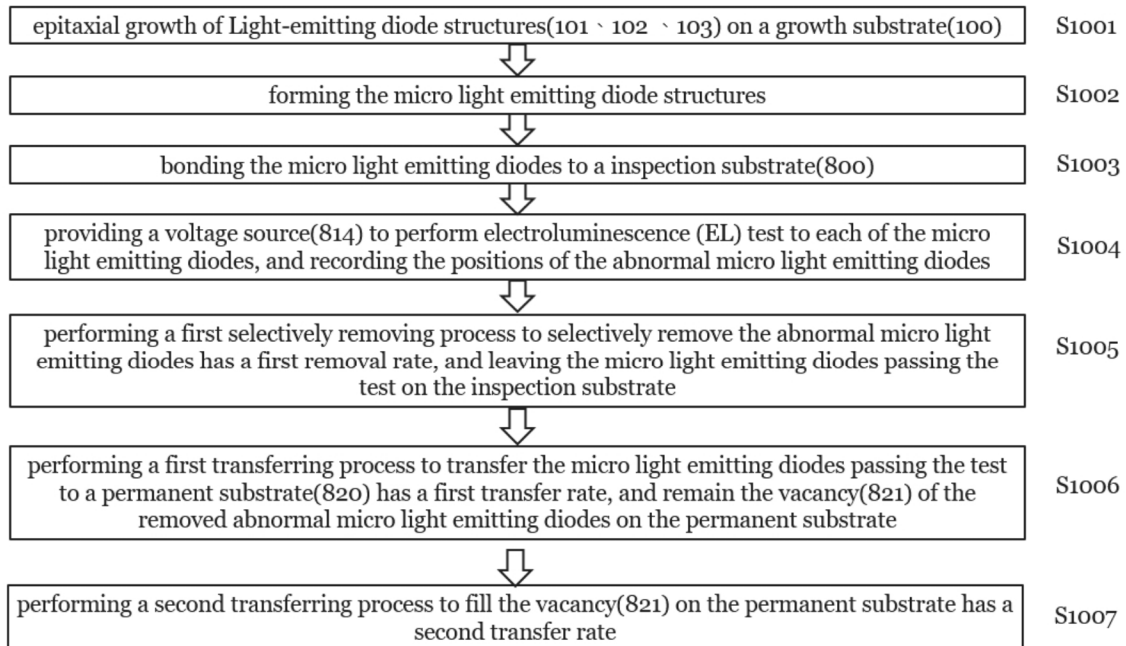 epitaxial growth of Light-emitting diode structures(101、102 、103) on a growth substrate(100)
S1001
forming the micro light emitting diode structures
S1002
bonding the micro light emitting diodes to a inspection substrate(800)
S1003
providing a voltage source(814) to perform electroluminescence (EL) test to each of the micro
light emitting diodes, and recording the positions of the abnormal micro light emitting diodes
S1004
performing a first selectively removing process to selectively remove the abnormal micro light
emitting diodes has a first removal rate, and leaving the micro light emitting diodes passing the
test on the inspection substrate
S1005
performing a first transferring process to transfer the micro light emitting diodes passing the test
to a permanent substrate(820) has a first transfer rate, and remain the vacancy(821) of the
removed abnormal micro light emitting diodes on the permanent substrate
S1006
performing a second transferring process to fill the vacancy(821) on the permanent substrate has a
second transfer rate
S1007